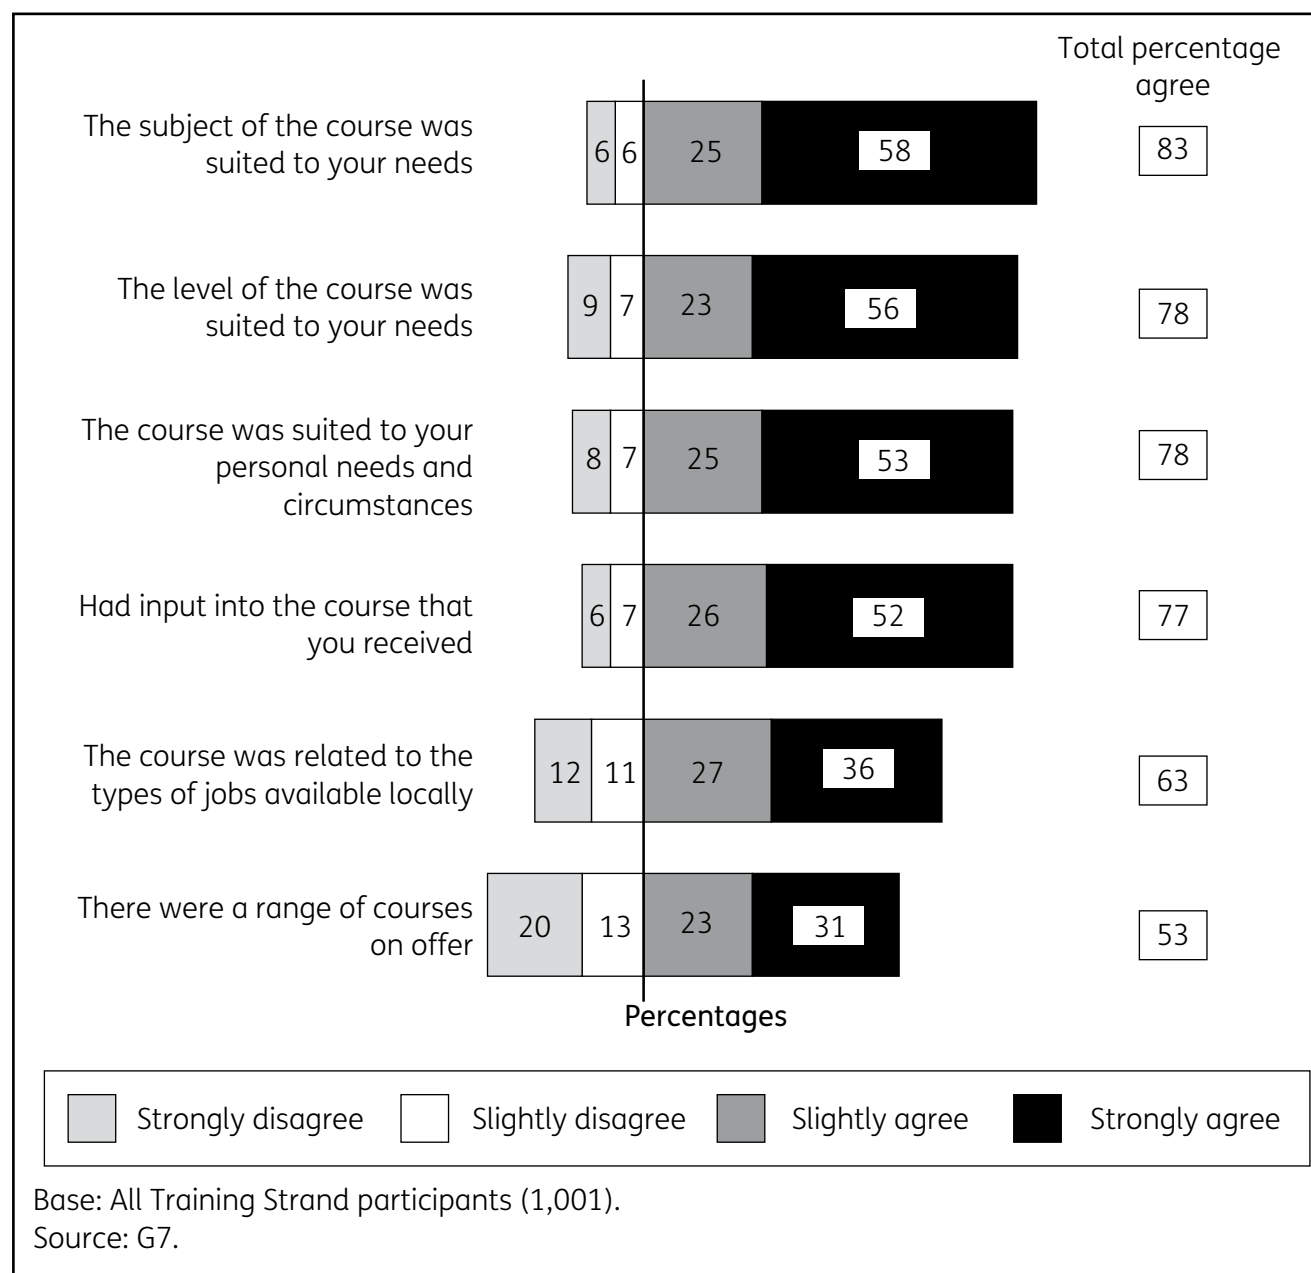 Total percentage
agree
The subject of the course was
suited to your needs
6 6 25 58 83
The level of the course was
suited to your needs
9 7 23 56 78
The course was suited to your
personal needs and
circumstances
8 7 25 53 78
Had input into the course that
you received
6 7 26 52 77
The course was related to the
types of jobs available locally
12 11 27 36 63
There were a range of courses
on offer
20 13 23 31 53
Percentages
Strongly disagree Slightly disagree Slightly agree Strongly agree
Base: All Training Strand participants (1,001).
Source: G7.